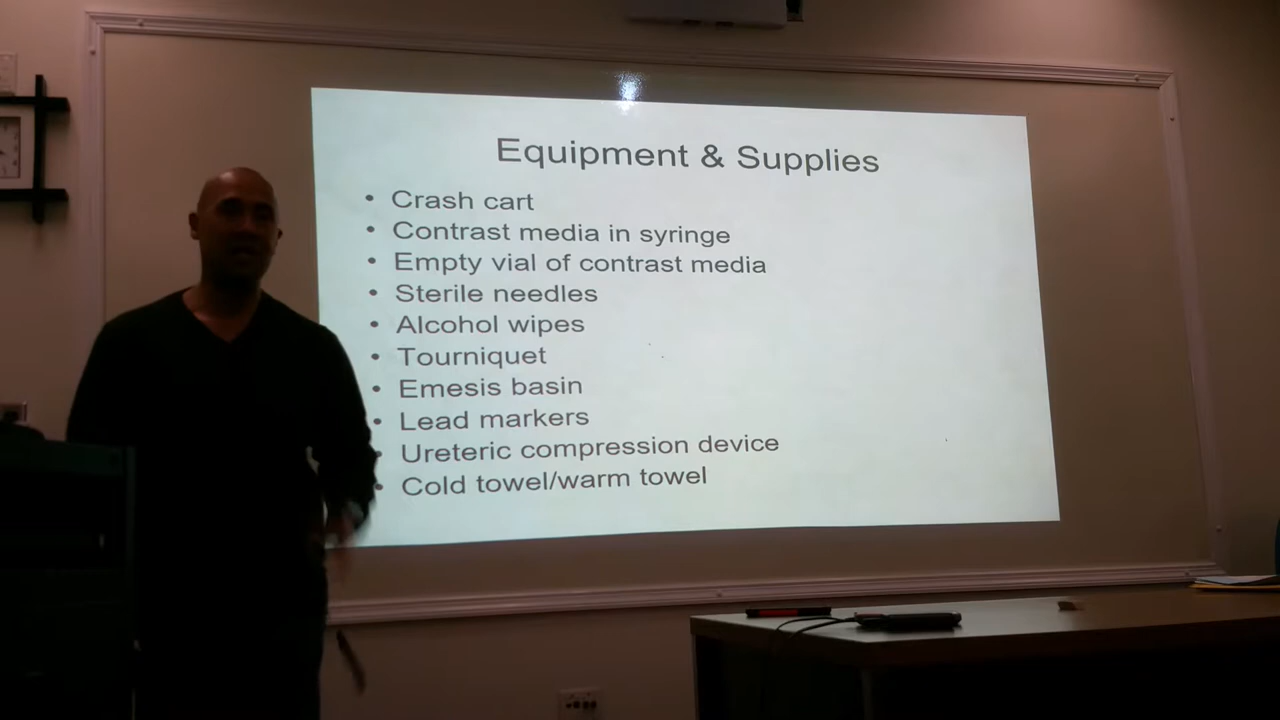 Equipment & Supplies
• Crash cart
• Contrast media in syringe
• Empty vial of contrast media
• Sterile needles
• Alcohol wipes
• Tourniquet
• Emesis basin
• Lead markers
• Ureteric compression device
• Cold towel/warm towel